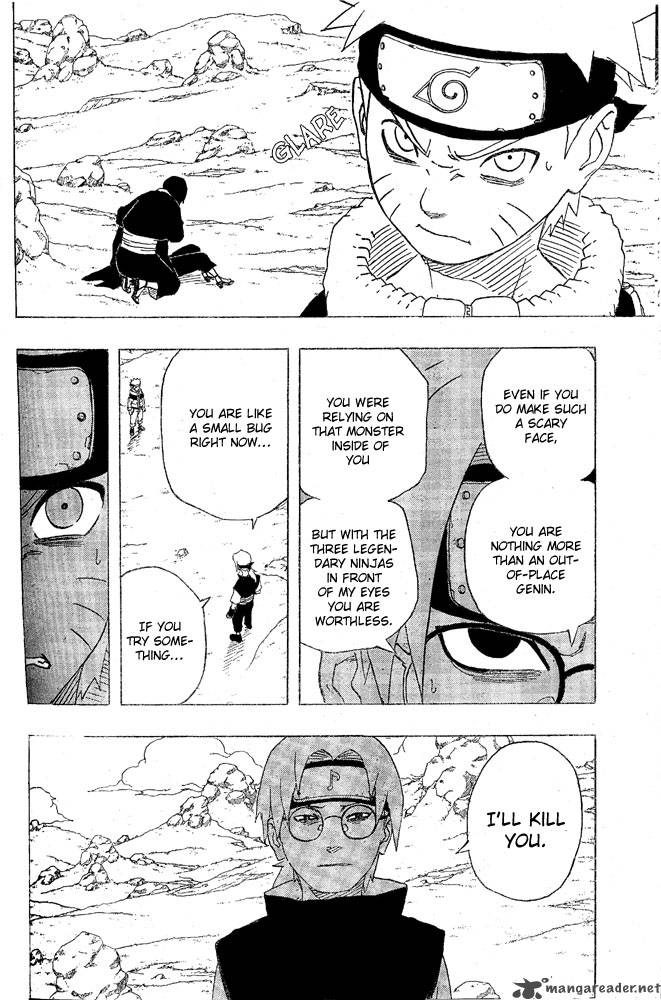 GLARE
EVEN IF YOU
DO MAKE SUCH
A SCARY
FACE,
YOU ARE
NOTHING MORE
THAN AN OUT-
OF-PLACE
GENIN.
YOU WERE
RELYING ON
THAT MONSTER
INSIDE OF
YOU
BUT WITH THE
THREE LEGEN-
DARY NINJAS
IN FRONT
OF MY EYES
YOU ARE
WORTHLESS.
YOU ARE LIKE
A SMALL BUG
RIGHT NOW...
IF YOU
TRY SOME-
THING...
I'LL KILL
YOU.
mangareader.net